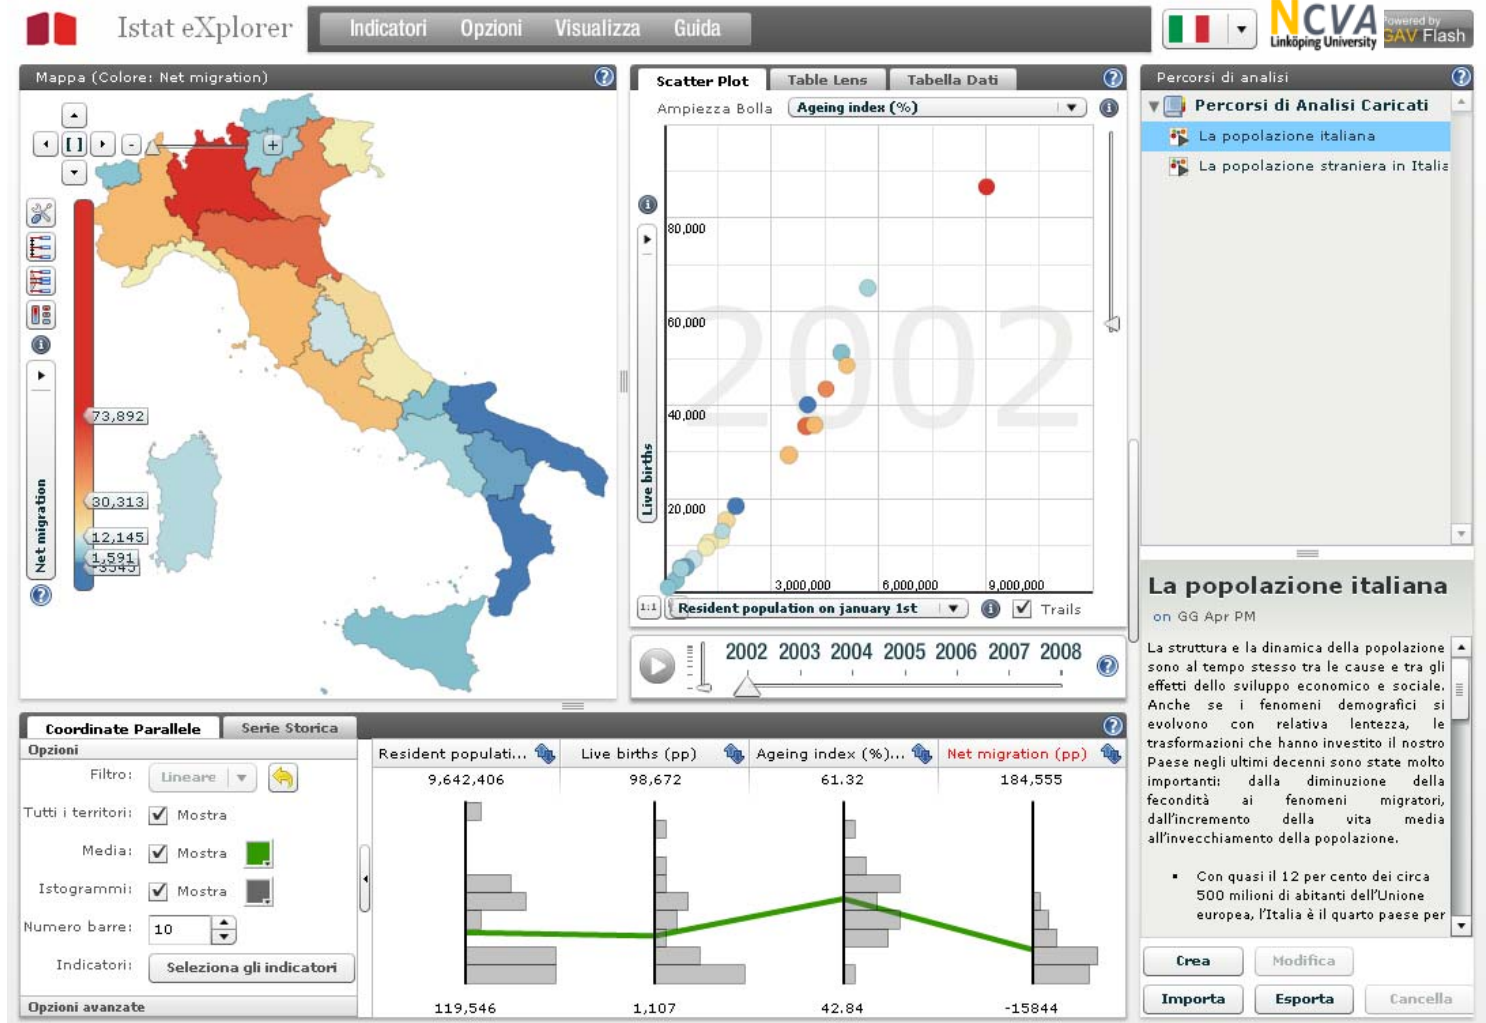 Istat eXplorer
Indicatori Opzioni Visualizza Guida
NCVA
Linköping University
Powered by
GAV Flash
Mappa (Colore: Net migration)
73,892
30,313
12,145
1,591
-3545
Net migration
Scatter Plot Table Lens Tabella Dati
Ampiezza Bolla Ageing index (%)
2002
80,000
60,000
40,000
20,000
Live births
3,000,000 6,000,000 9,000,000
1:1 Resident population on january 1st Trails
2002 2003 2004 2005 2006 2007 2008
Percorsi di analisi
Percorsi di Analisi Caricati
La popolazione italiana
La popolazione straniera in Italia
La popolazione italiana
on GG Apr PM
La struttura e la dinamica della popolazione
sono al tempo stesso tra le cause e tra gli
effetti dello sviluppo economico e sociale.
Anche se i fenomeni demografici si
evolvono con relativa lentezza, le
trasformazioni che hanno investito il nostro
Paese negli ultimi decenni sono state molto
importanti: dalla diminuzione della
fecondità ai fenomeni migratori,
dall'incremento della vita media
all'invecchiamento della popolazione.
Con quasi il 12 per cento dei circa
500 milioni di abitanti dell'Unione
europea, l'Italia è il quarto paese per
Crea Modifica
Importa Esporta Cancella
Coordinate Parallele Serie Storica
Opzioni
Filtro: Lineare
Tutti i territori: Mostra
Media: Mostra
Istogrammi: Mostra
Numero barre: 10
Indicatori: Seleziona gli indicatori
Opzioni avanzate
Resident populati... Live births (pp) Ageing index (%)... Net migration (pp)
9,642,406 98,672 61.32 184,555
119,546 1,107 42.84 -15844